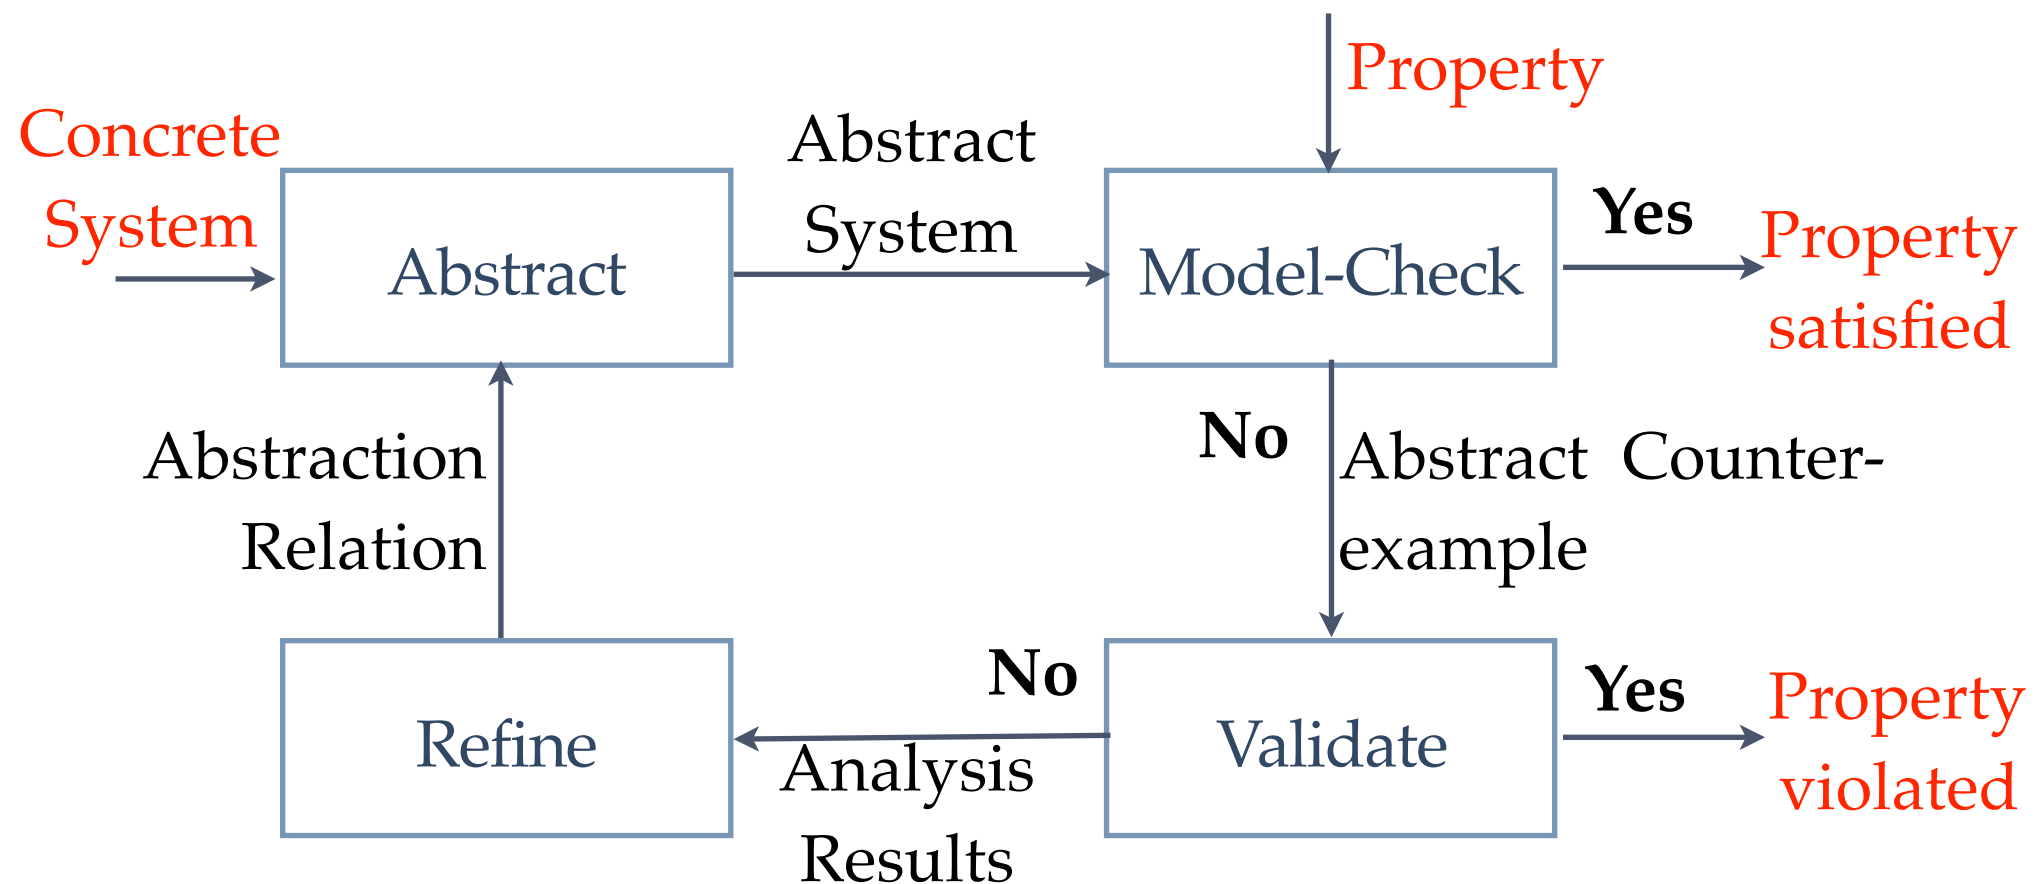 Property
Concrete
System
Abstract
System
Yes
Property
satisfied
Abstract
Model-Check
No
Abstract Counter-
example
Abstraction
Relation
No
Yes
Property
violated
Refine
Validate
Analysis
Results